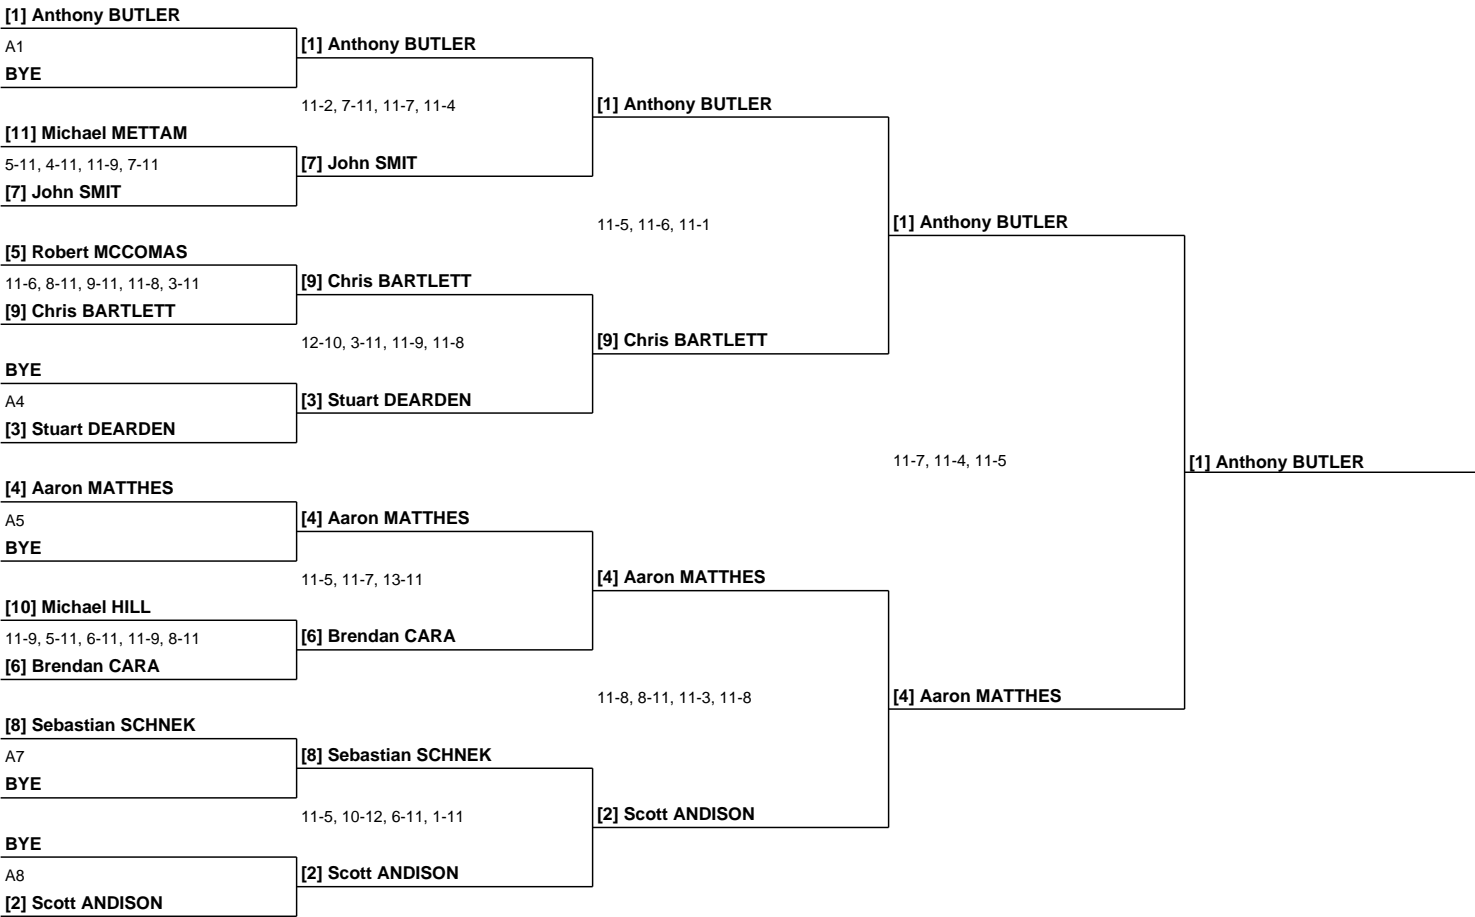 [1] Anthony BUTLER
A1
BYE
[11] Michael METTAM
5-11, 4-11, 11-9, 7-11
[7] John SMIT
[5] Robert MCCOMAS
11-6, 8-11, 9-11, 11-8, 3-11
[9] Chris BARTLETT
BYE
A4
[3] Stuart DEARDEN
[4] Aaron MATTHES
A5
BYE
[10] Michael HILL
11-9, 5-11, 6-11, 11-9, 8-11
[6] Brendan CARA
[8] Sebastian SCHNEK
A7
BYE
BYE
A8
[2] Scott ANDISON
[1] Anthony BUTLER
11-2, 7-11, 11-7, 11-4
[7] John SMIT
[9] Chris BARTLETT
12-10, 3-11, 11-9, 11-8
[3] Stuart DEARDEN
[4] Aaron MATTHES
11-5, 11-7, 13-11
[6] Brendan CARA
[8] Sebastian SCHNEK
11-5, 10-12, 6-11, 1-11
[2] Scott ANDISON
[1] Anthony BUTLER
11-5, 11-6, 11-1
[9] Chris BARTLETT
[4] Aaron MATTHES
11-8, 8-11, 11-3, 11-8
[2] Scott ANDISON
[1] Anthony BUTLER
11-7, 11-4, 11-5
[4] Aaron MATTHES
[1] Anthony BUTLER